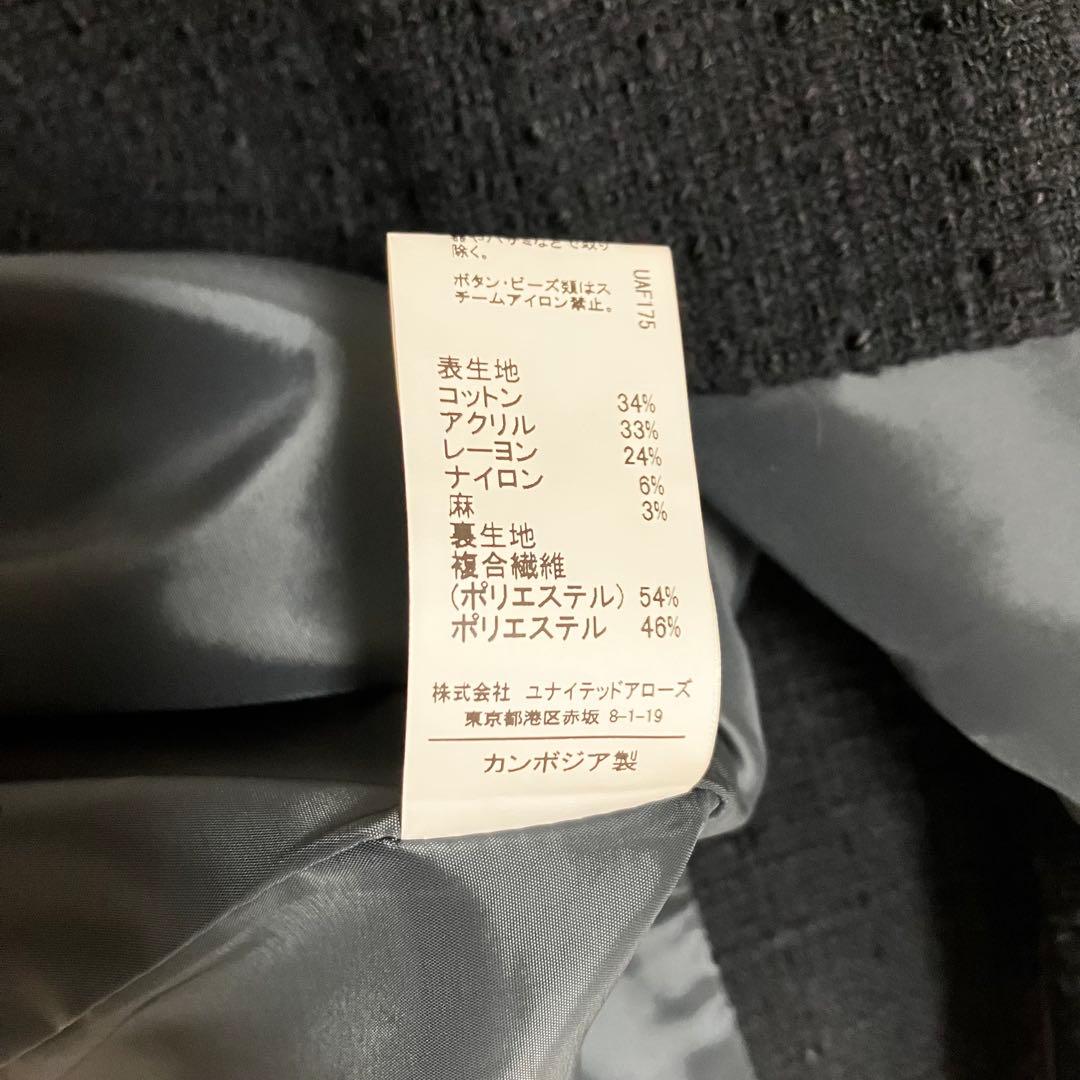 除く。
ボタン・ビーズ類はス
チームアイロン禁止。
UAF175
表生地
コットン 34%
アクリル 33%
レーヨン 24%
ナイロン 6%
麻 3%
裏生地
複合繊維
(ポリエステル) 54%
ポリエステル 46%
株式会社 ユナイテッドアローズ
東京都港区赤坂 8-1-19
カンボジア製